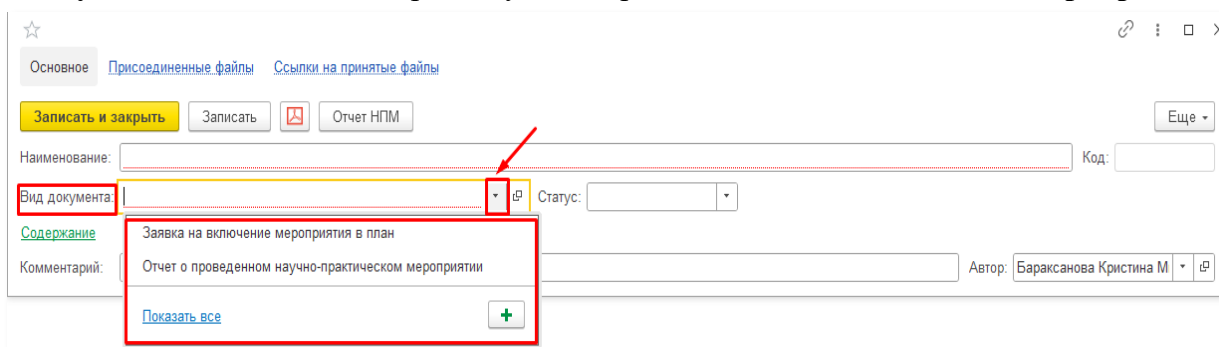 Основное Присоединенные файлы Ссылки на принятые файлы
Записать и закрыть Записать Отчет НПМ Еще
Наименование: Код:
Вид документа: Статус:
Содержание
Заявка на включение мероприятия в план
Комментарий:
Отчет о проведенном научно-практическом мероприятии
Автор: Бараксанова Кристина М
Показать все